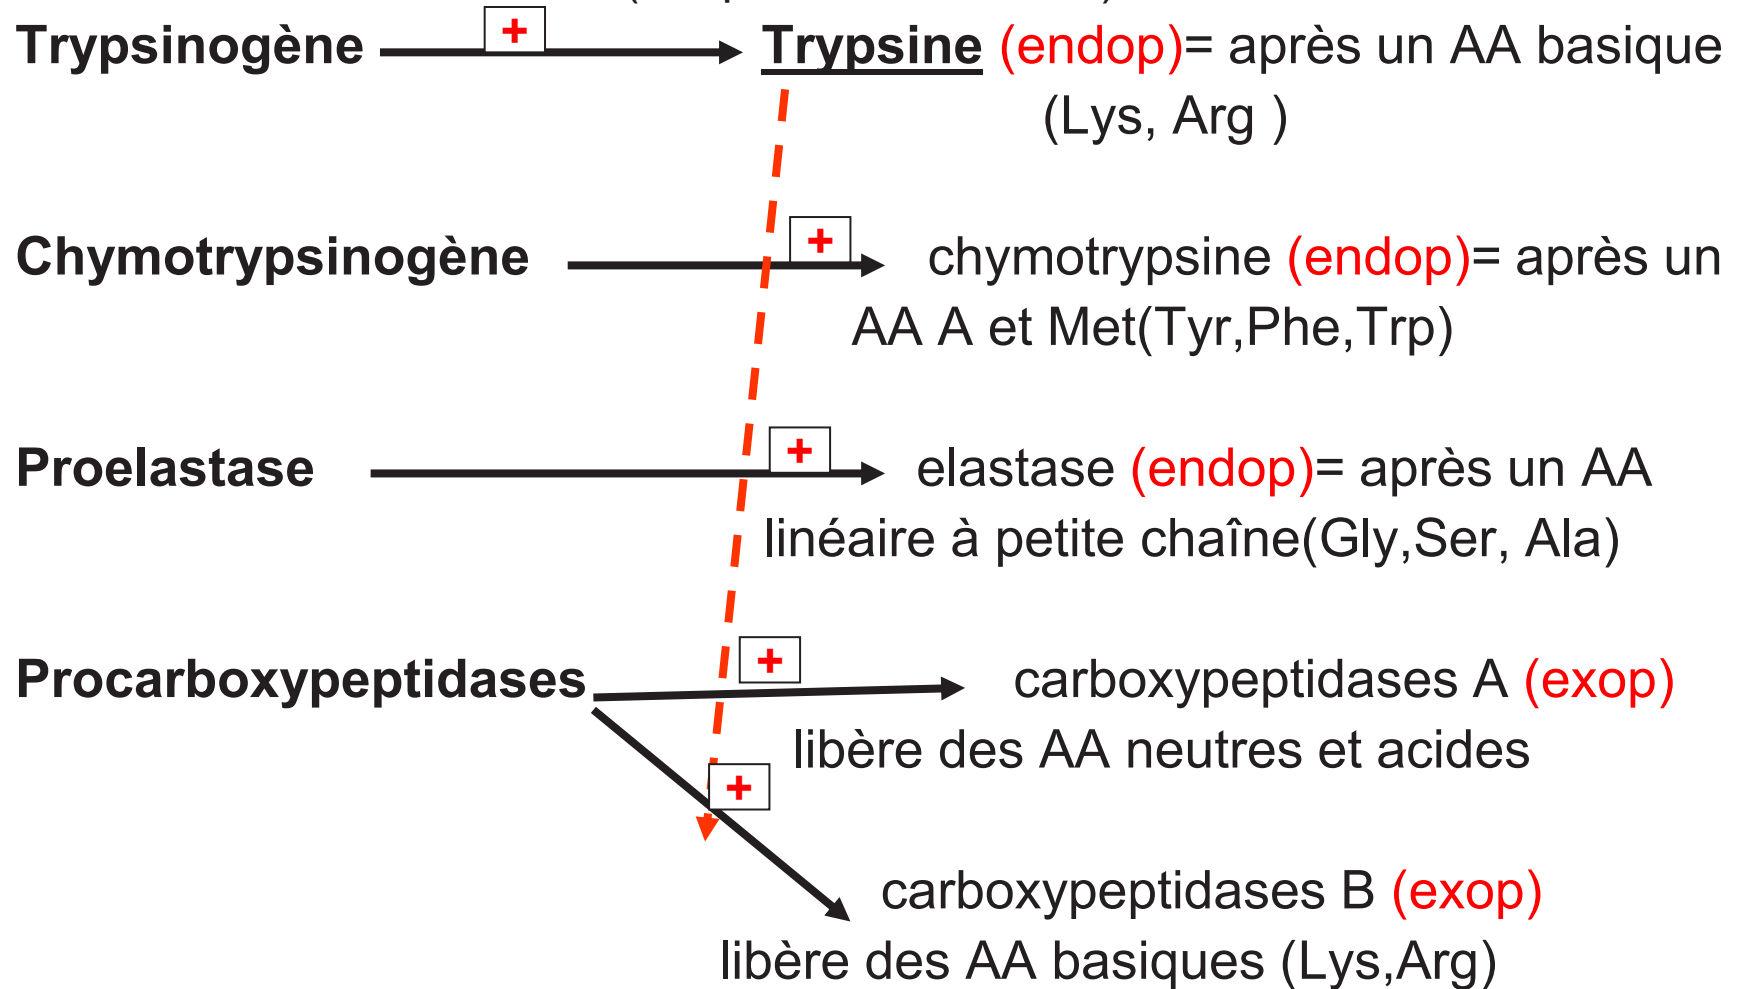 Trypsinogène + Trypsine (endop)= après un AA basique
(Lys, Arg )
Chymotrypsinogène + chymotrypsine (endop)= après un
AA A et Met(Tyr,Phe,Trp)
Proelastase + elastase (endop)= après un AA
linéaire à petite chaîne(Gly,Ser, Ala)
Procarboxypeptidases + carboxypeptidases A (exop)
libère des AA neutres et acides
+
carboxypeptidases B (exop)
libère des AA basiques (Lys,Arg)